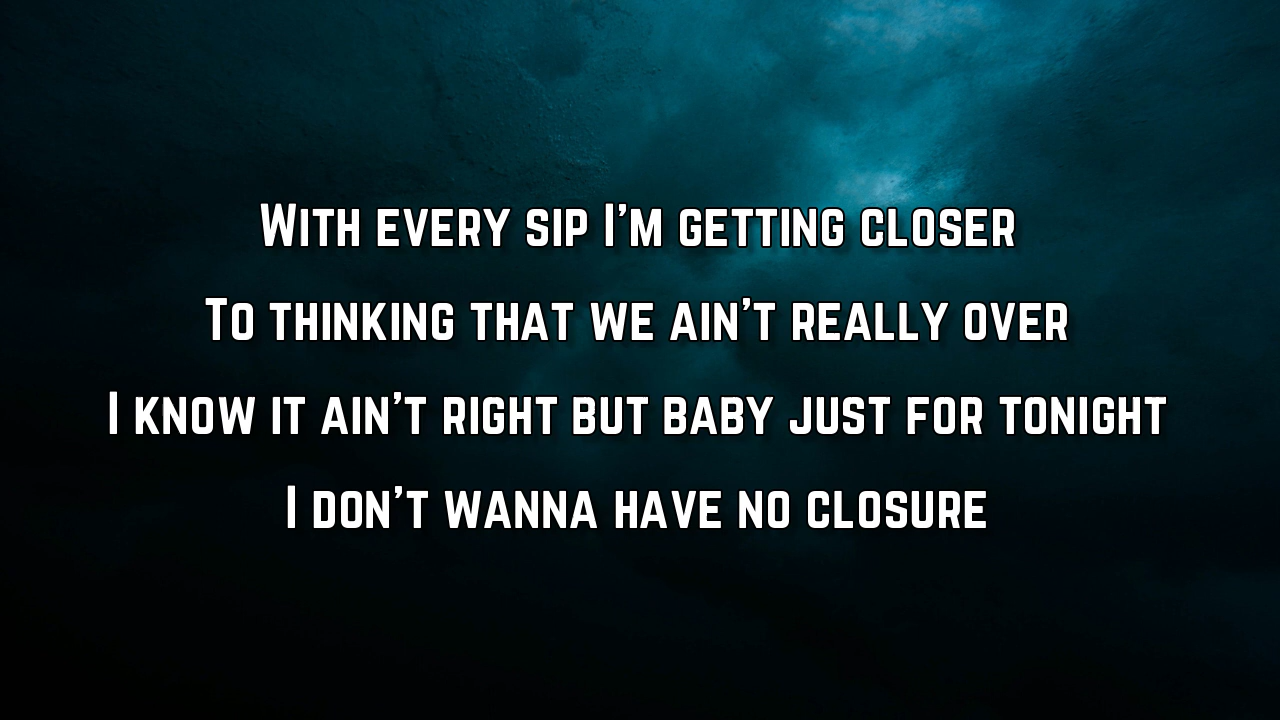 With every sip I'm getting closer
To thinking that we ain't really over
I know it ain't right but baby just for tonight
I don't wanna have no closure